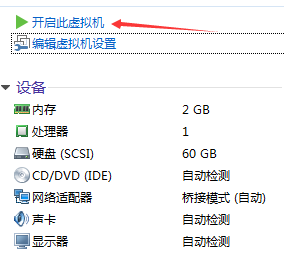 开启此虚拟机
编辑虚拟机设置
设备
内存 2 GB
处理器 1
硬盘 (SCSI) 60 GB
CD/DVD (IDE) 自动检测
网络适配器 桥接模式 (自动)
声卡 自动检测
显示器 自动检测